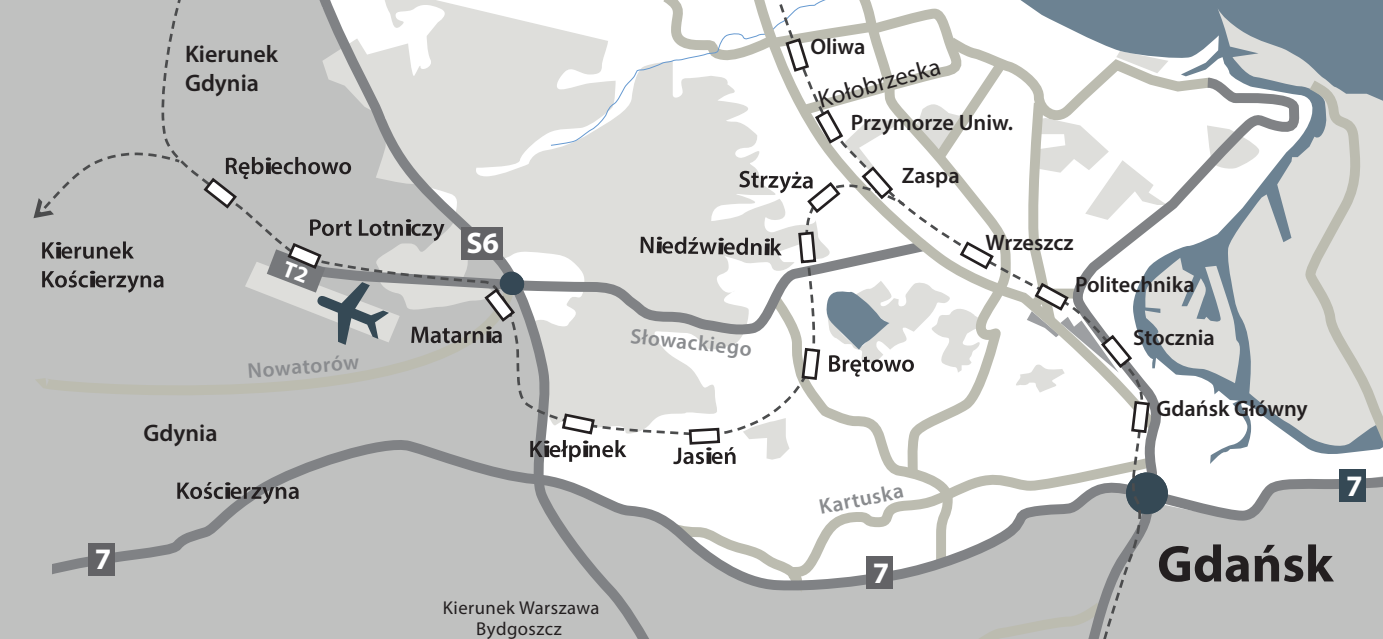 Oliwa
Kierunek
Gdynia
Kołobrzeska
Przymorze Uniw.
Rębiechowo
Zaspa
Strzyża
Port Lotniczy
S6
Niedźwiednik
Wrzeszcz
Kierunek
Kościerzyna
T2
Politechnika
Matarnia
Słowackiego
Stocznia
Nowatorów
Brętowo
Gdańsk Główny
Gdynia
Kiełpinek
Jasień
Kościerzyna
Kartuska
7
7
7
Gdańsk
Kierunek Warszawa
Bydgoszcz